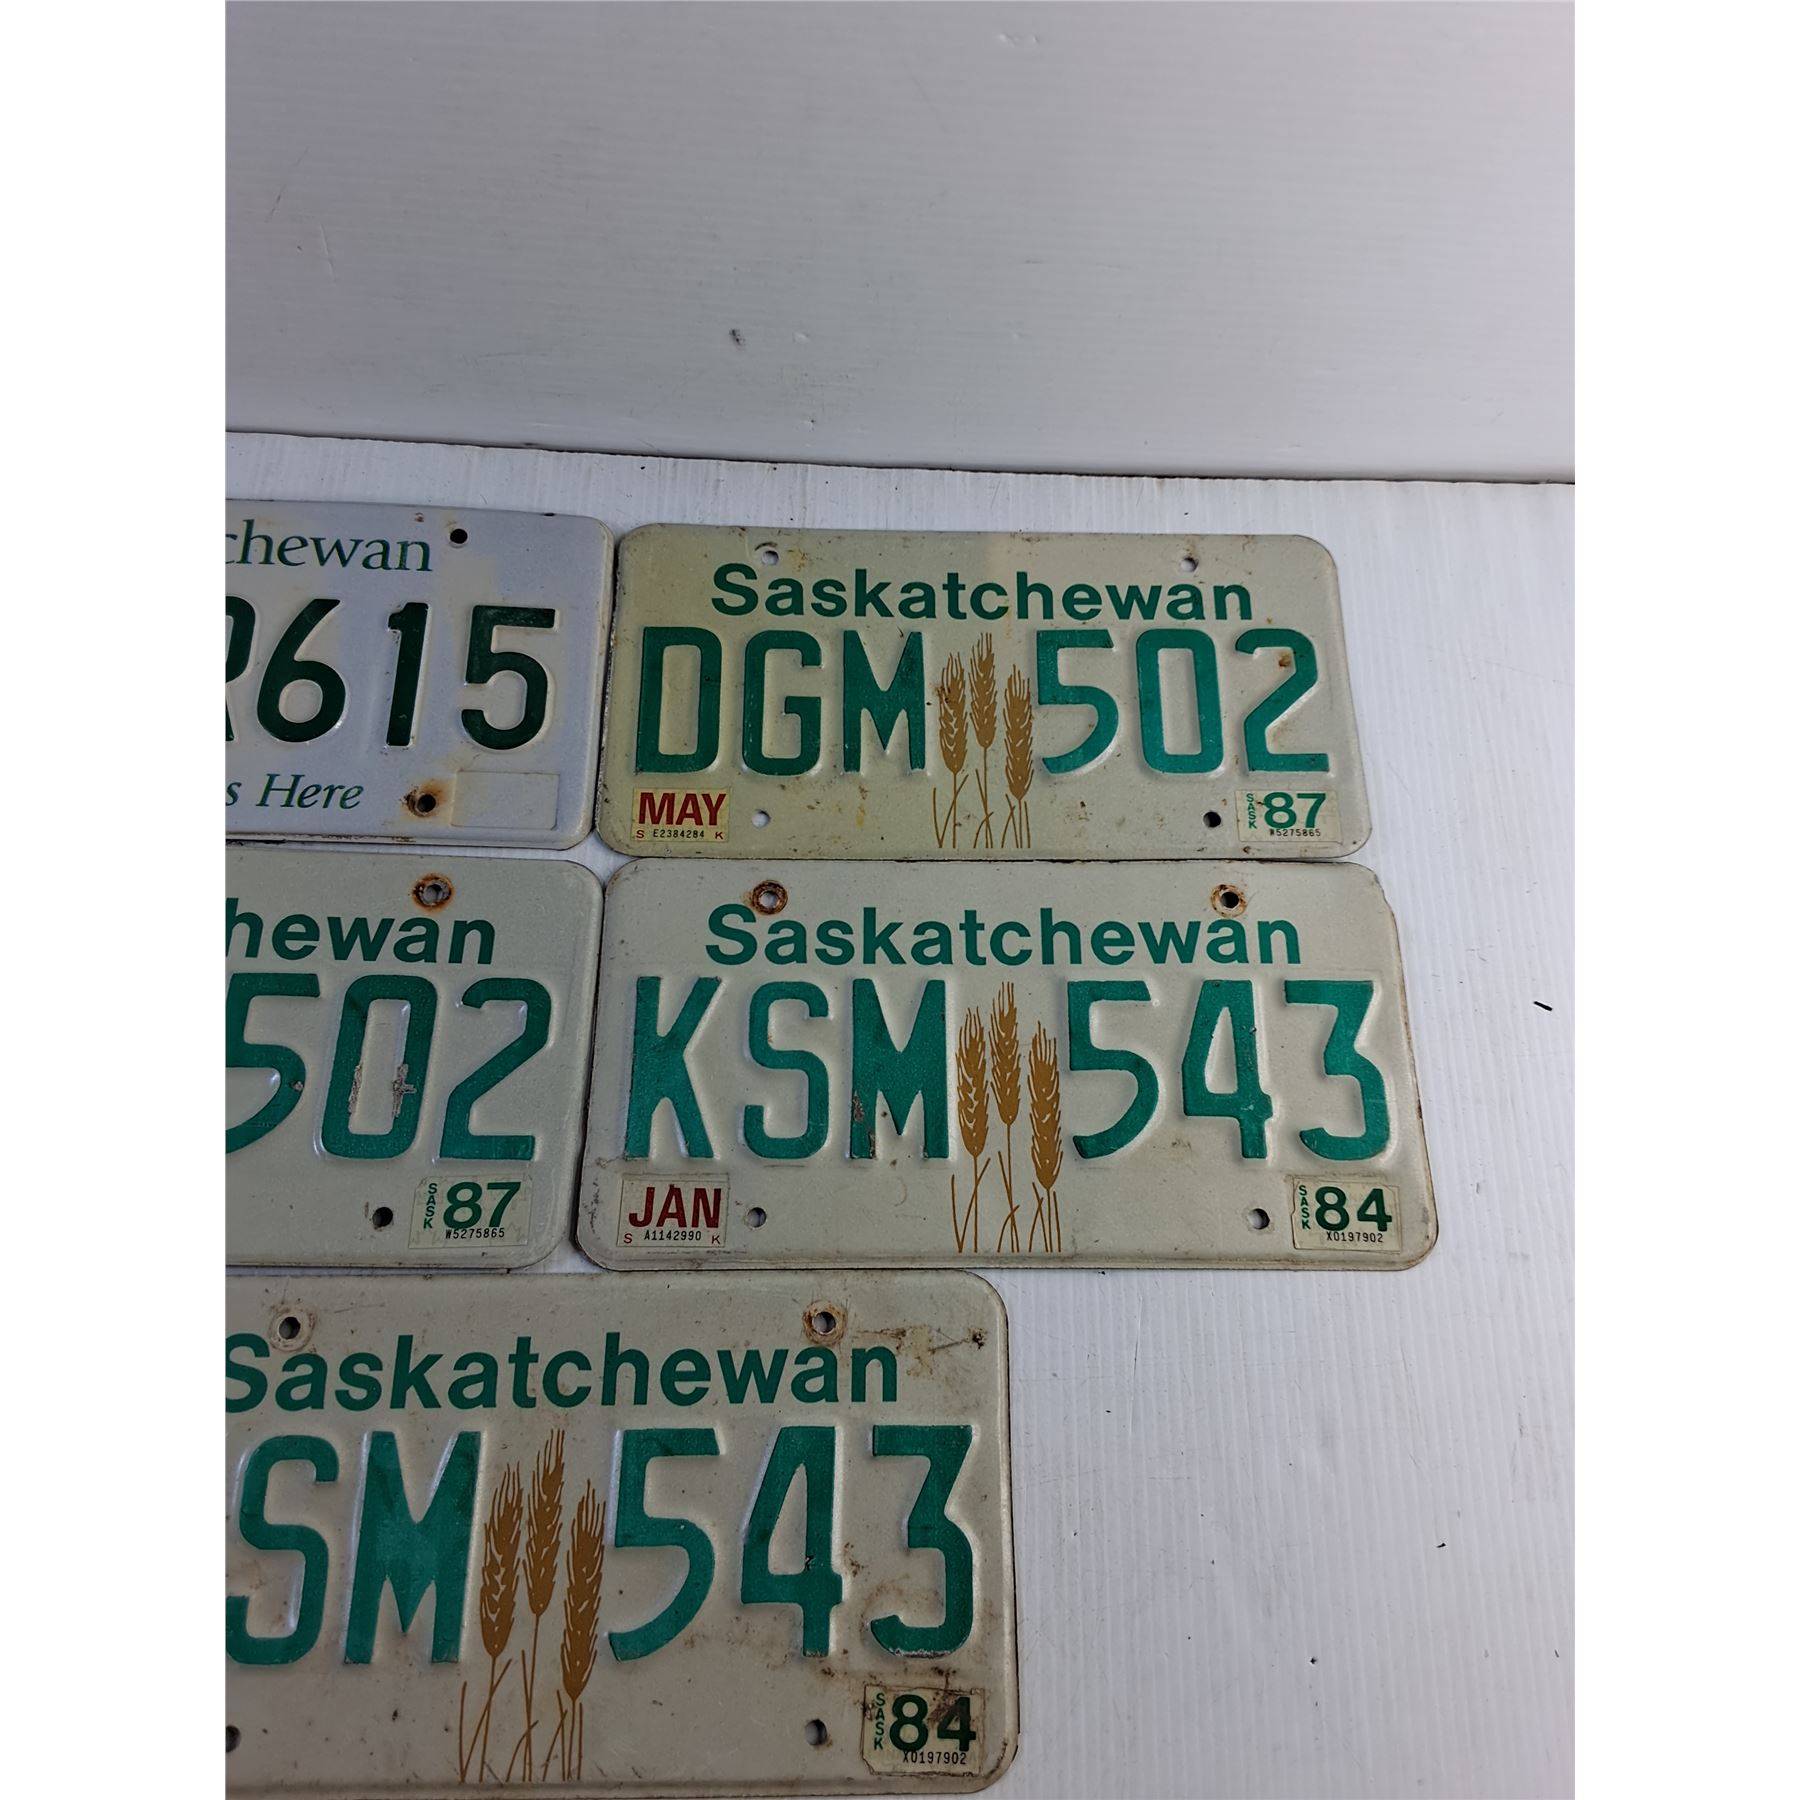 chewan
R615
s Here
Saskatchewan
DGM 502
MAY
S E2384284 K
SASK 87
W5275865
hewan
502
SASK 87
W5275865
Saskatchewan
KSM 543
JAN
S A1142990 K
SASK 84
X0197902
Saskatchewan
SM 543
SASK 84
X0197902